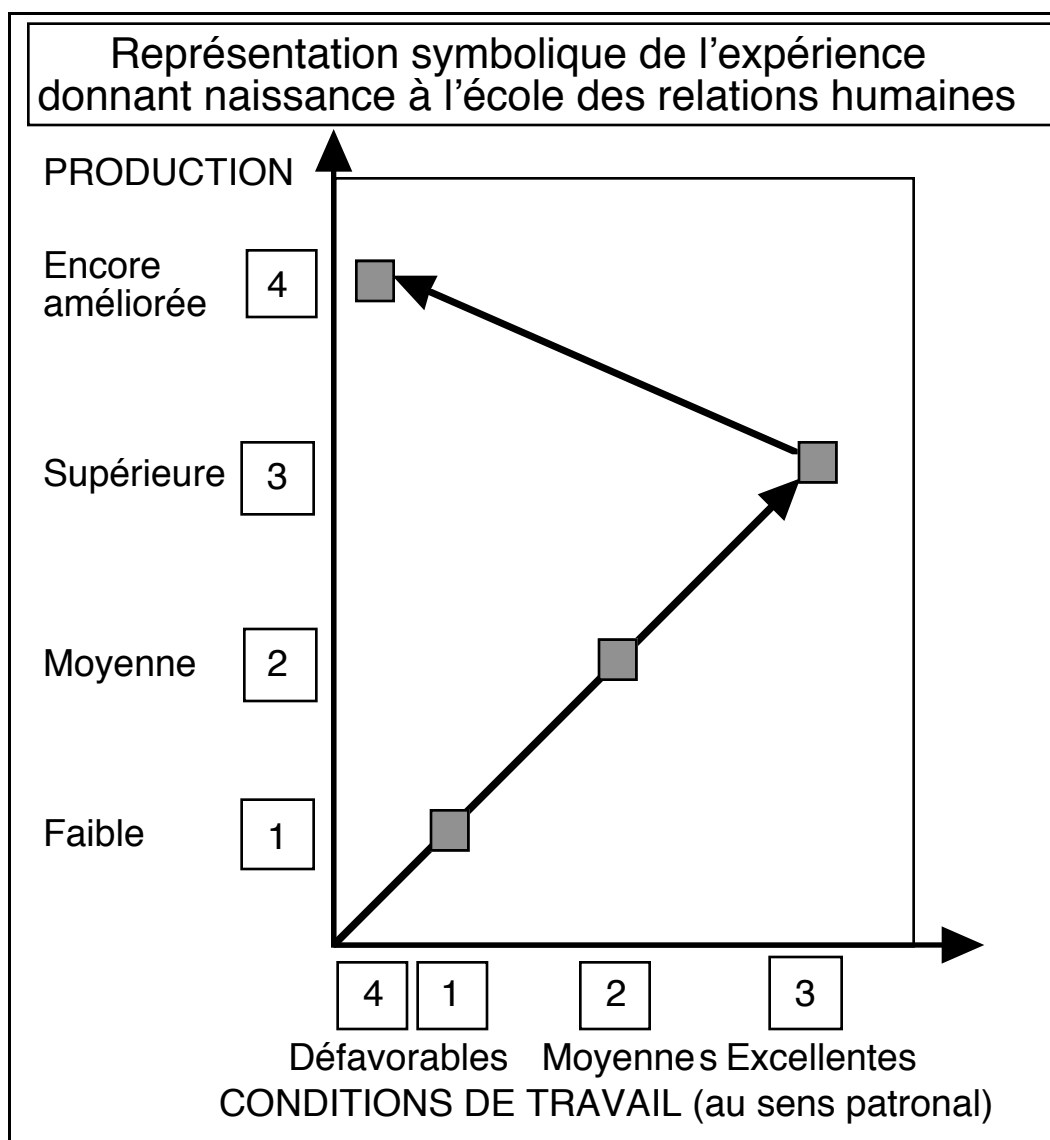 Représentation symbolique de l’expérience
donnant naissance à l’école des relations humaines
PRODUCTION
Encore
améliorée
4
Supérieure
3
Moyenne
2
Faible
1
4 1 2 3
Défavorables Moyennes Excellentes
CONDITIONS DE TRAVAIL (au sens patronal)